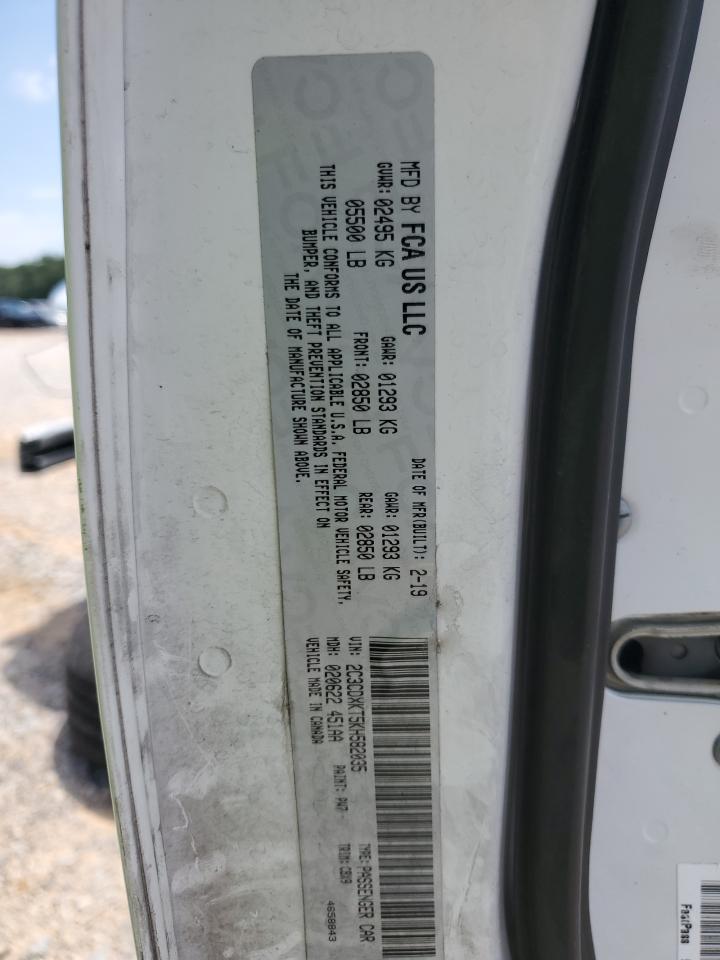 MFD BY FCA US LLC
DATE OF MFR(BUILT): 2-19
GVWR: 02495 KG
GAWR: 01293 KG
GAWR: 01293 KG
05500 LB
FRONT: 02850 LB
REAR: 02850 LB
THIS VEHICLE CONFORMS TO ALL APPLICABLE U.S.A. FEDERAL MOTOR VEHICLE SAFETY,
BUMPER, AND THEFT PREVENTION STANDARDS IN EFFECT ON
THE DATE OF MANUFACTURE SHOWN ABOVE.
VIN: 2C3CDXKT5KH582035
TYPE: PASSENGER CAR
MDH: 020622 451AA
PAINT: PW7
TRIM: CBX9
VEHICLE MADE IN CANADA
4658843
FastPass